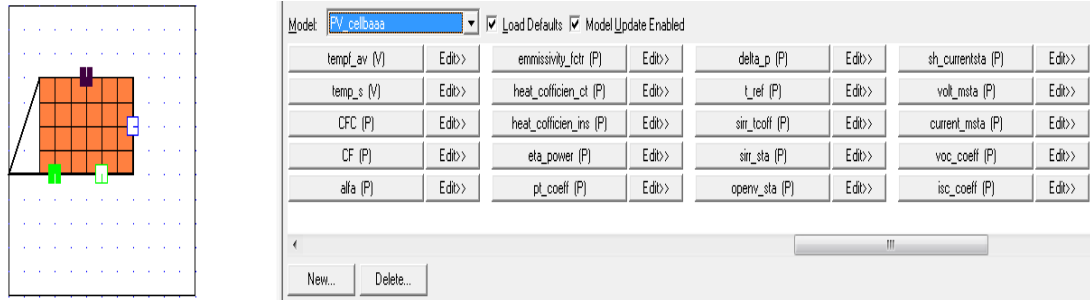 Model: PV_cellbaaa Load Defaults Model Update Enabled
tempf_av (V) Edit>> emmissivity_fctr (P) Edit>> delta_p (P) Edit>> sh_currentsta (P) Edit>>
temp_s (V) Edit>> heat_cofficien_ct (P) Edit>> t_ref (P) Edit>> volt_msta (P) Edit>>
CFC (P) Edit>> heat_cofficien_ins (P) Edit>> sirr_tcoff (P) Edit>> current_msta (P) Edit>>
CF (P) Edit>> eta_power (P) Edit>> sirr_sta (P) Edit>> voc_coeff (P) Edit>>
alfa (P) Edit>> pt_coeff (P) Edit>> openv_sta (P) Edit>> isc_coeff (P) Edit>>
New... Delete...